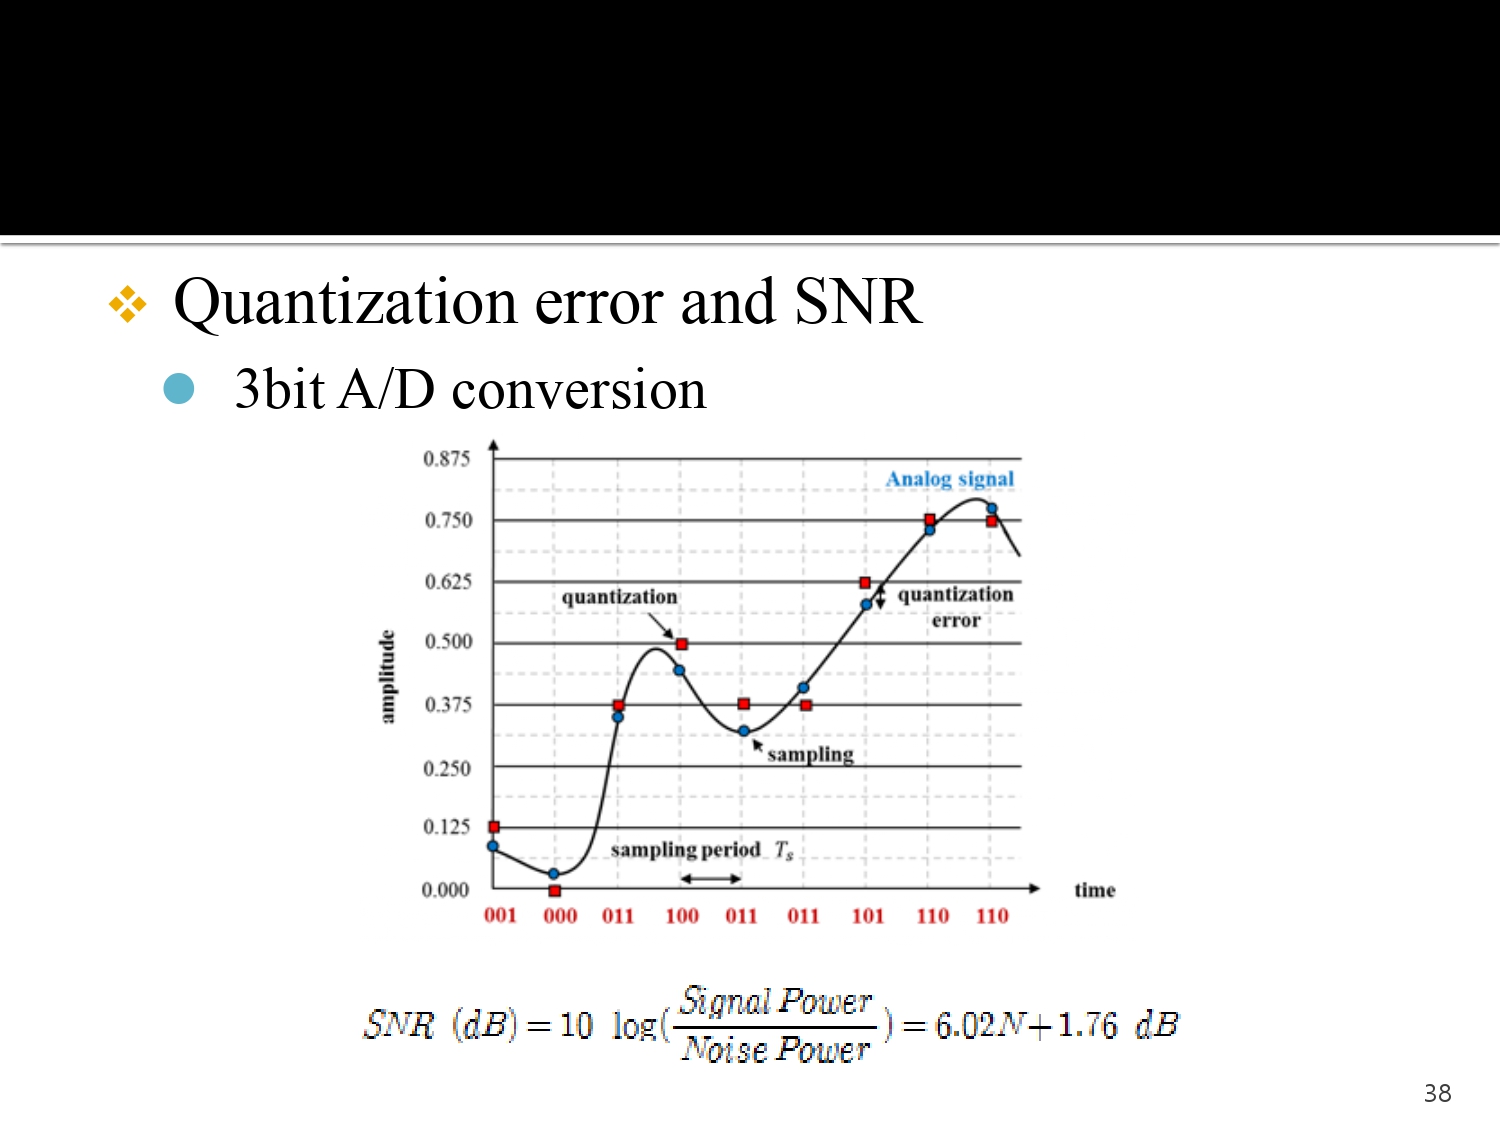 Quantization error and SNR
3bit A/D conversion
0.875
Analog signal
0.750
0.625
quantization
quantization
error
0.500
amplitude
0.375
sampling
0.250
0.125
sampling period Tₛ
0.000
time
001 000 011 100 011 011 101 110 110
SNR (dB) = 10 log(Signal Power / Noise Power) = 6.02N + 1.76 dB
38